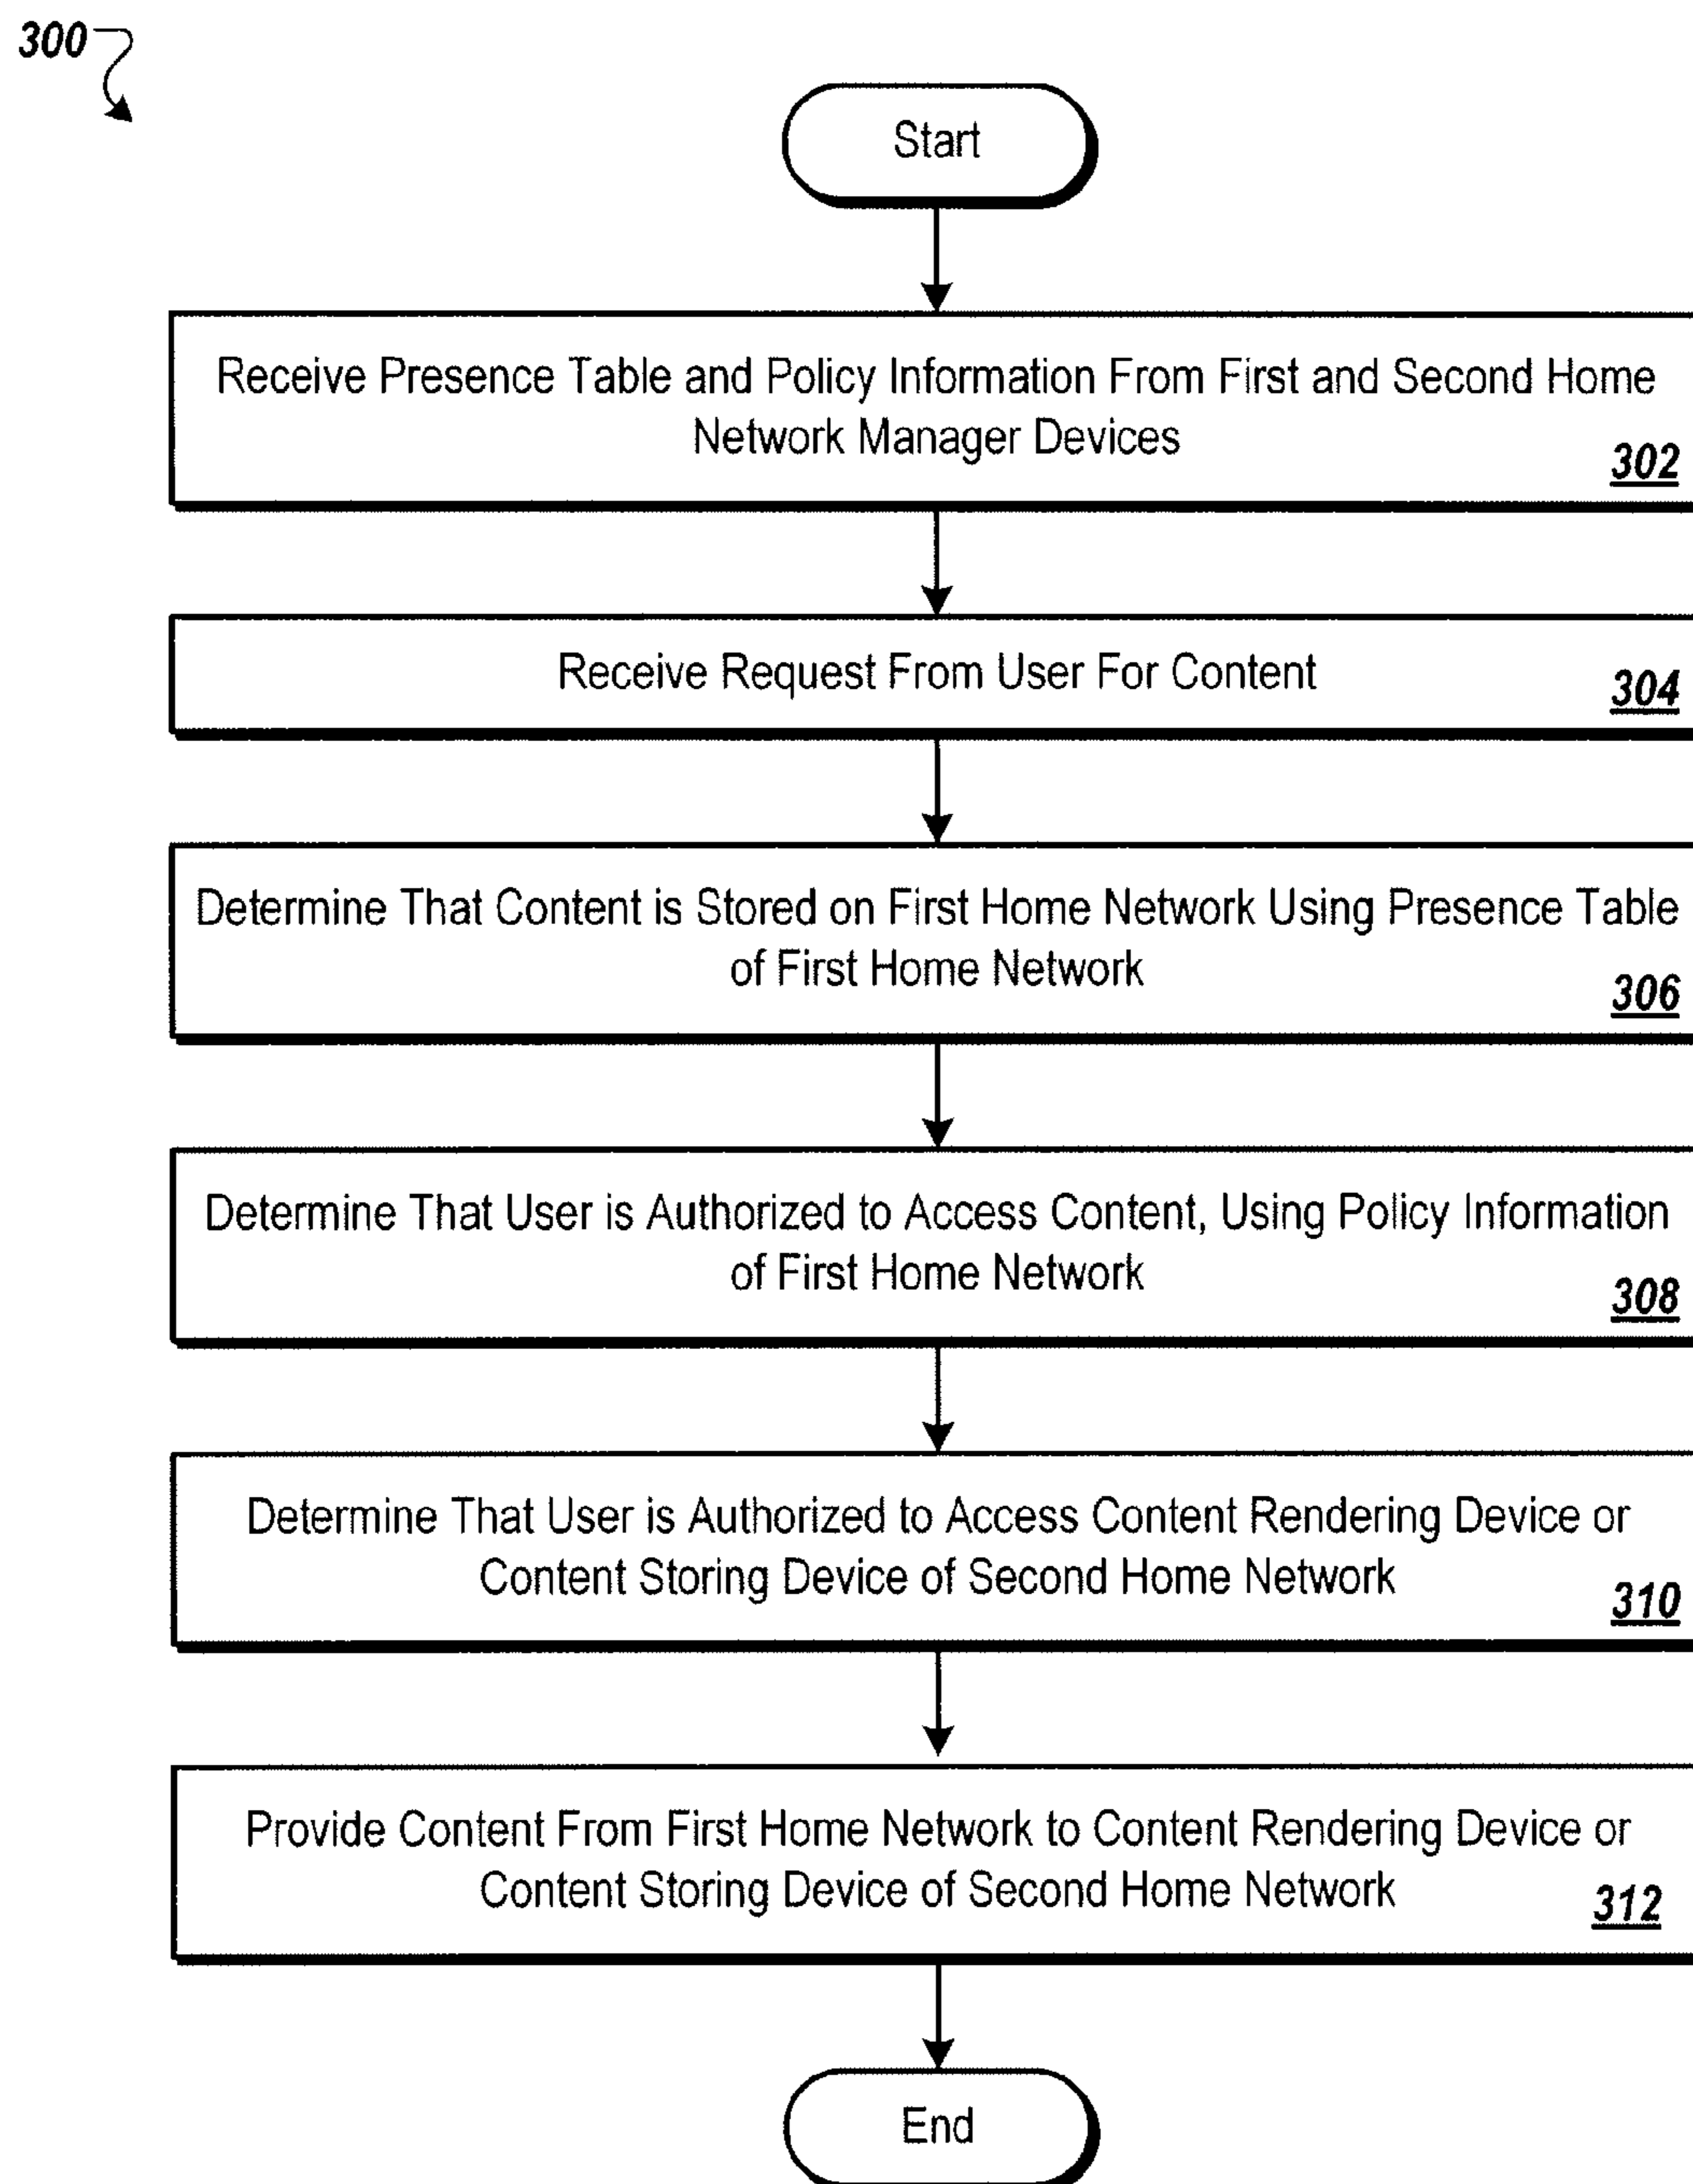 300
Start
Receive Presence Table and Policy Information From First and Second Home
Network Manager Devices
302
Receive Request From User For Content
304
Determine That Content is Stored on First Home Network Using Presence Table
of First Home Network
306
Determine That User is Authorized to Access Content, Using Policy Information
of First Home Network
308
Determine That User is Authorized to Access Content Rendering Device or
Content Storing Device of Second Home Network
310
Provide Content From First Home Network to Content Rendering Device or
Content Storing Device of Second Home Network
312
End